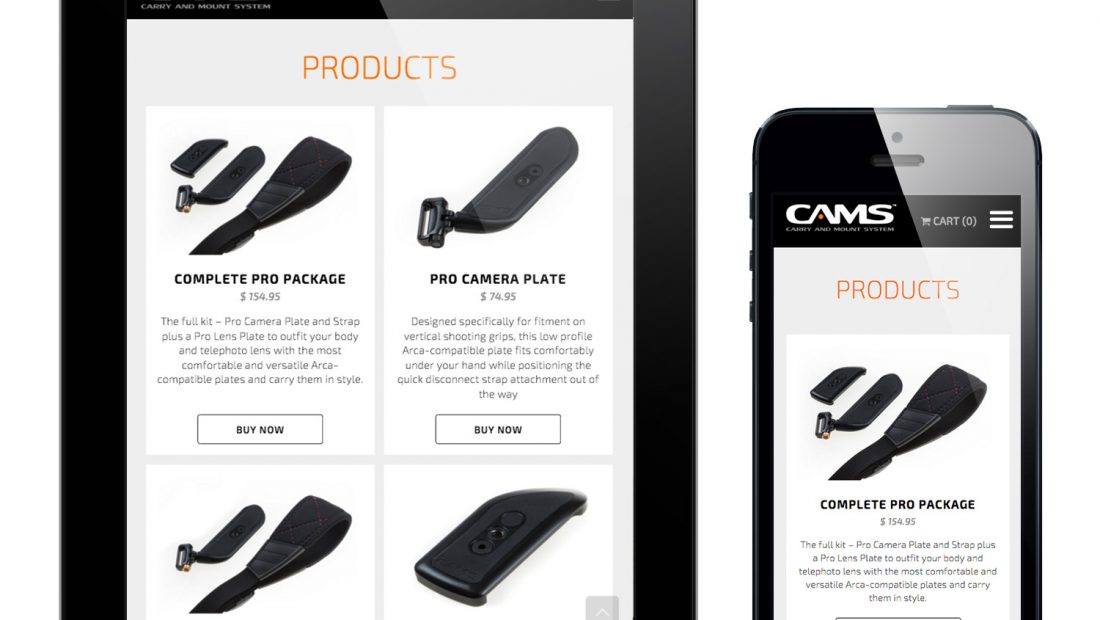 CARRY AND MOUNT SYSTEM
PRODUCTS
COMPLETE PRO PACKAGE
$ 154.95
The full kit – Pro Camera Plate and Strap
plus a Pro Lens Plate to outfit your body
and telephoto lens with the most
comfortable and versatile Arca-
compatible plates and carry them in style.
BUY NOW
PRO CAMERA PLATE
$ 74.95
Designed specifically for fitment on
vertical shooting grips, this low profile
Arca-compatible plate fits comfortably
under your hand while positioning the
quick disconnect strap attachment out of
the way
BUY NOW
CAMS™
CARRY AND MOUNT SYSTEM
CART (0)
PRODUCTS
COMPLETE PRO PACKAGE
$ 154.95
The full kit – Pro Camera Plate and Strap plus
a Pro Lens Plate to outfit your body and
telephoto lens with the most comfortable and
versatile Arca-compatible plates and carry
them in style.